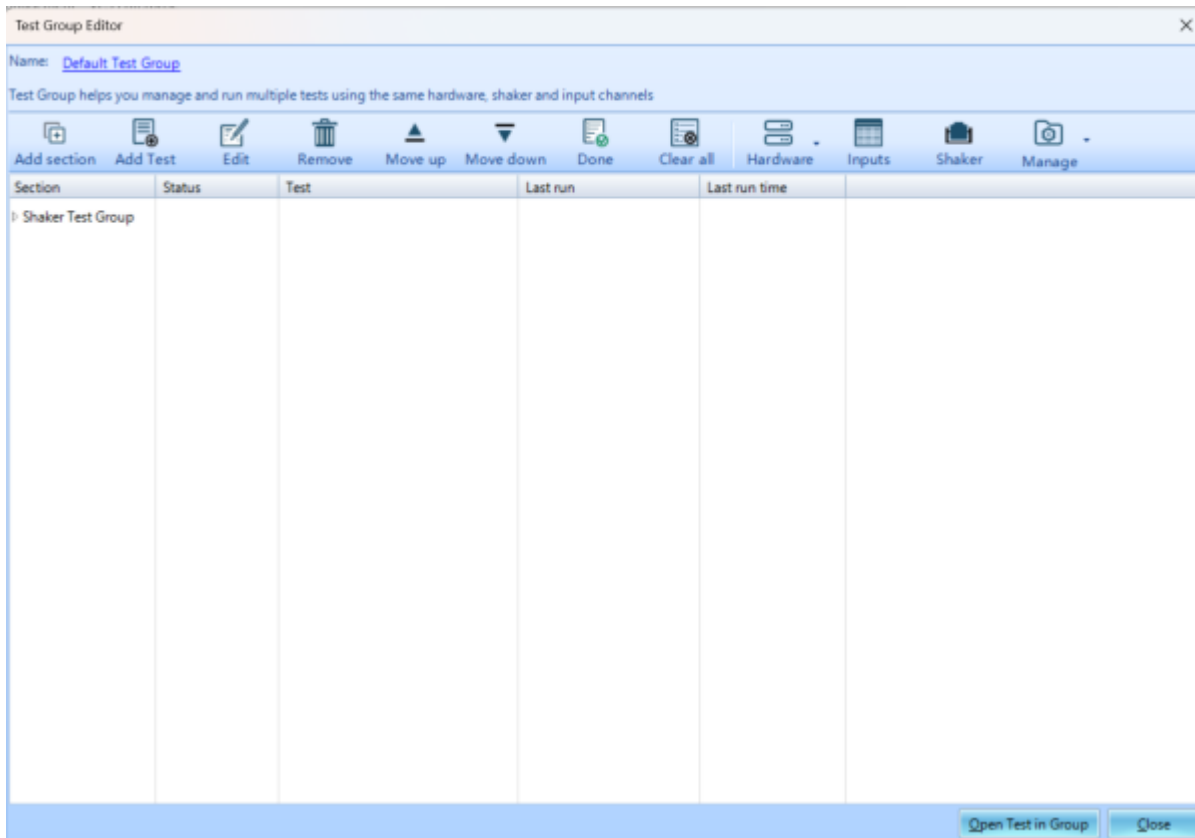 Test Group Editor
Name: Default Test Group
Test Group helps you manage and run multiple tests using the same hardware, shaker and input channels
Add section Add Test Edit Remove Move up Move down Done Clear all Hardware Inputs Shaker Manage
Section Status Test Last run Last run time
Shaker Test Group
Open Test in Group Close